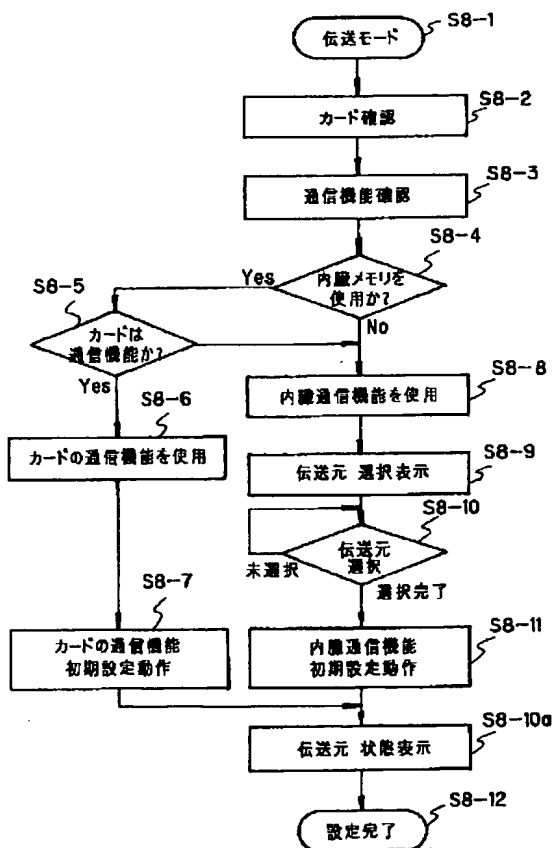 S8-1
伝送モード
S8-2
カード確認
S8-3
通信機能確認
S8-4
内臓メモリを
使用か?
Yes
No
S8-5
カードは
通信機能か?
Yes
S8-6
カードの通信機能を使用
S8-8
内臓通信機能を使用
S8-9
伝送元 選択表示
S8-10
伝送元
選択
未選択
選択完了
S8-7
カードの通信機能
初期設定動作
S8-11
内臓通信機能
初期設定動作
S8-10a
伝送元 状態表示
S8-12
設定完了